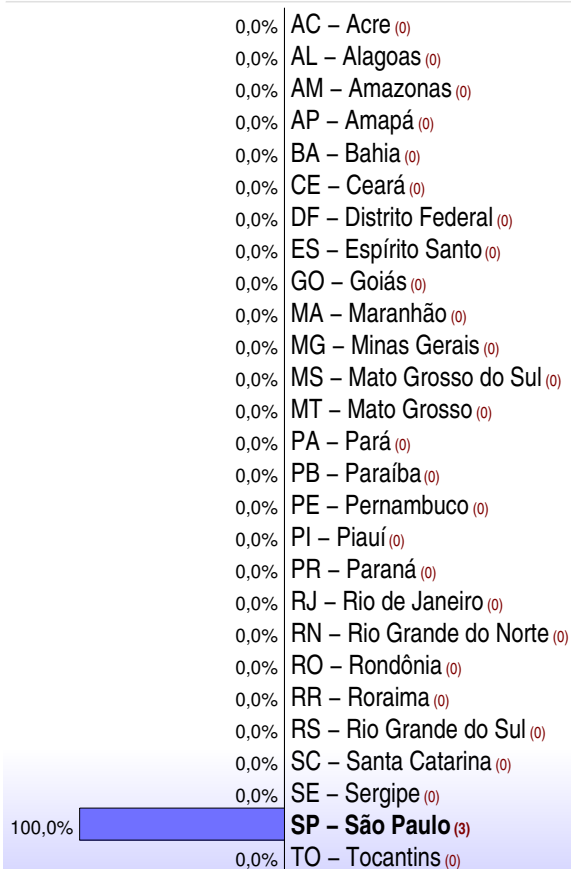 0,0% AC – Acre (0)
0,0% AL – Alagoas (0)
0,0% AM – Amazonas (0)
0,0% AP – Amapá (0)
0,0% BA – Bahia (0)
0,0% CE – Ceará (0)
0,0% DF – Distrito Federal (0)
0,0% ES – Espírito Santo (0)
0,0% GO – Goiás (0)
0,0% MA – Maranhão (0)
0,0% MG – Minas Gerais (0)
0,0% MS – Mato Grosso do Sul (0)
0,0% MT – Mato Grosso (0)
0,0% PA – Pará (0)
0,0% PB – Paraíba (0)
0,0% PE – Pernambuco (0)
0,0% PI – Piauí (0)
0,0% PR – Paraná (0)
0,0% RJ – Rio de Janeiro (0)
0,0% RN – Rio Grande do Norte (0)
0,0% RO – Rondônia (0)
0,0% RR – Roraima (0)
0,0% RS – Rio Grande do Sul (0)
0,0% SC – Santa Catarina (0)
0,0% SE – Sergipe (0)
100,0% SP – São Paulo (3)
0,0% TO – Tocantins (0)